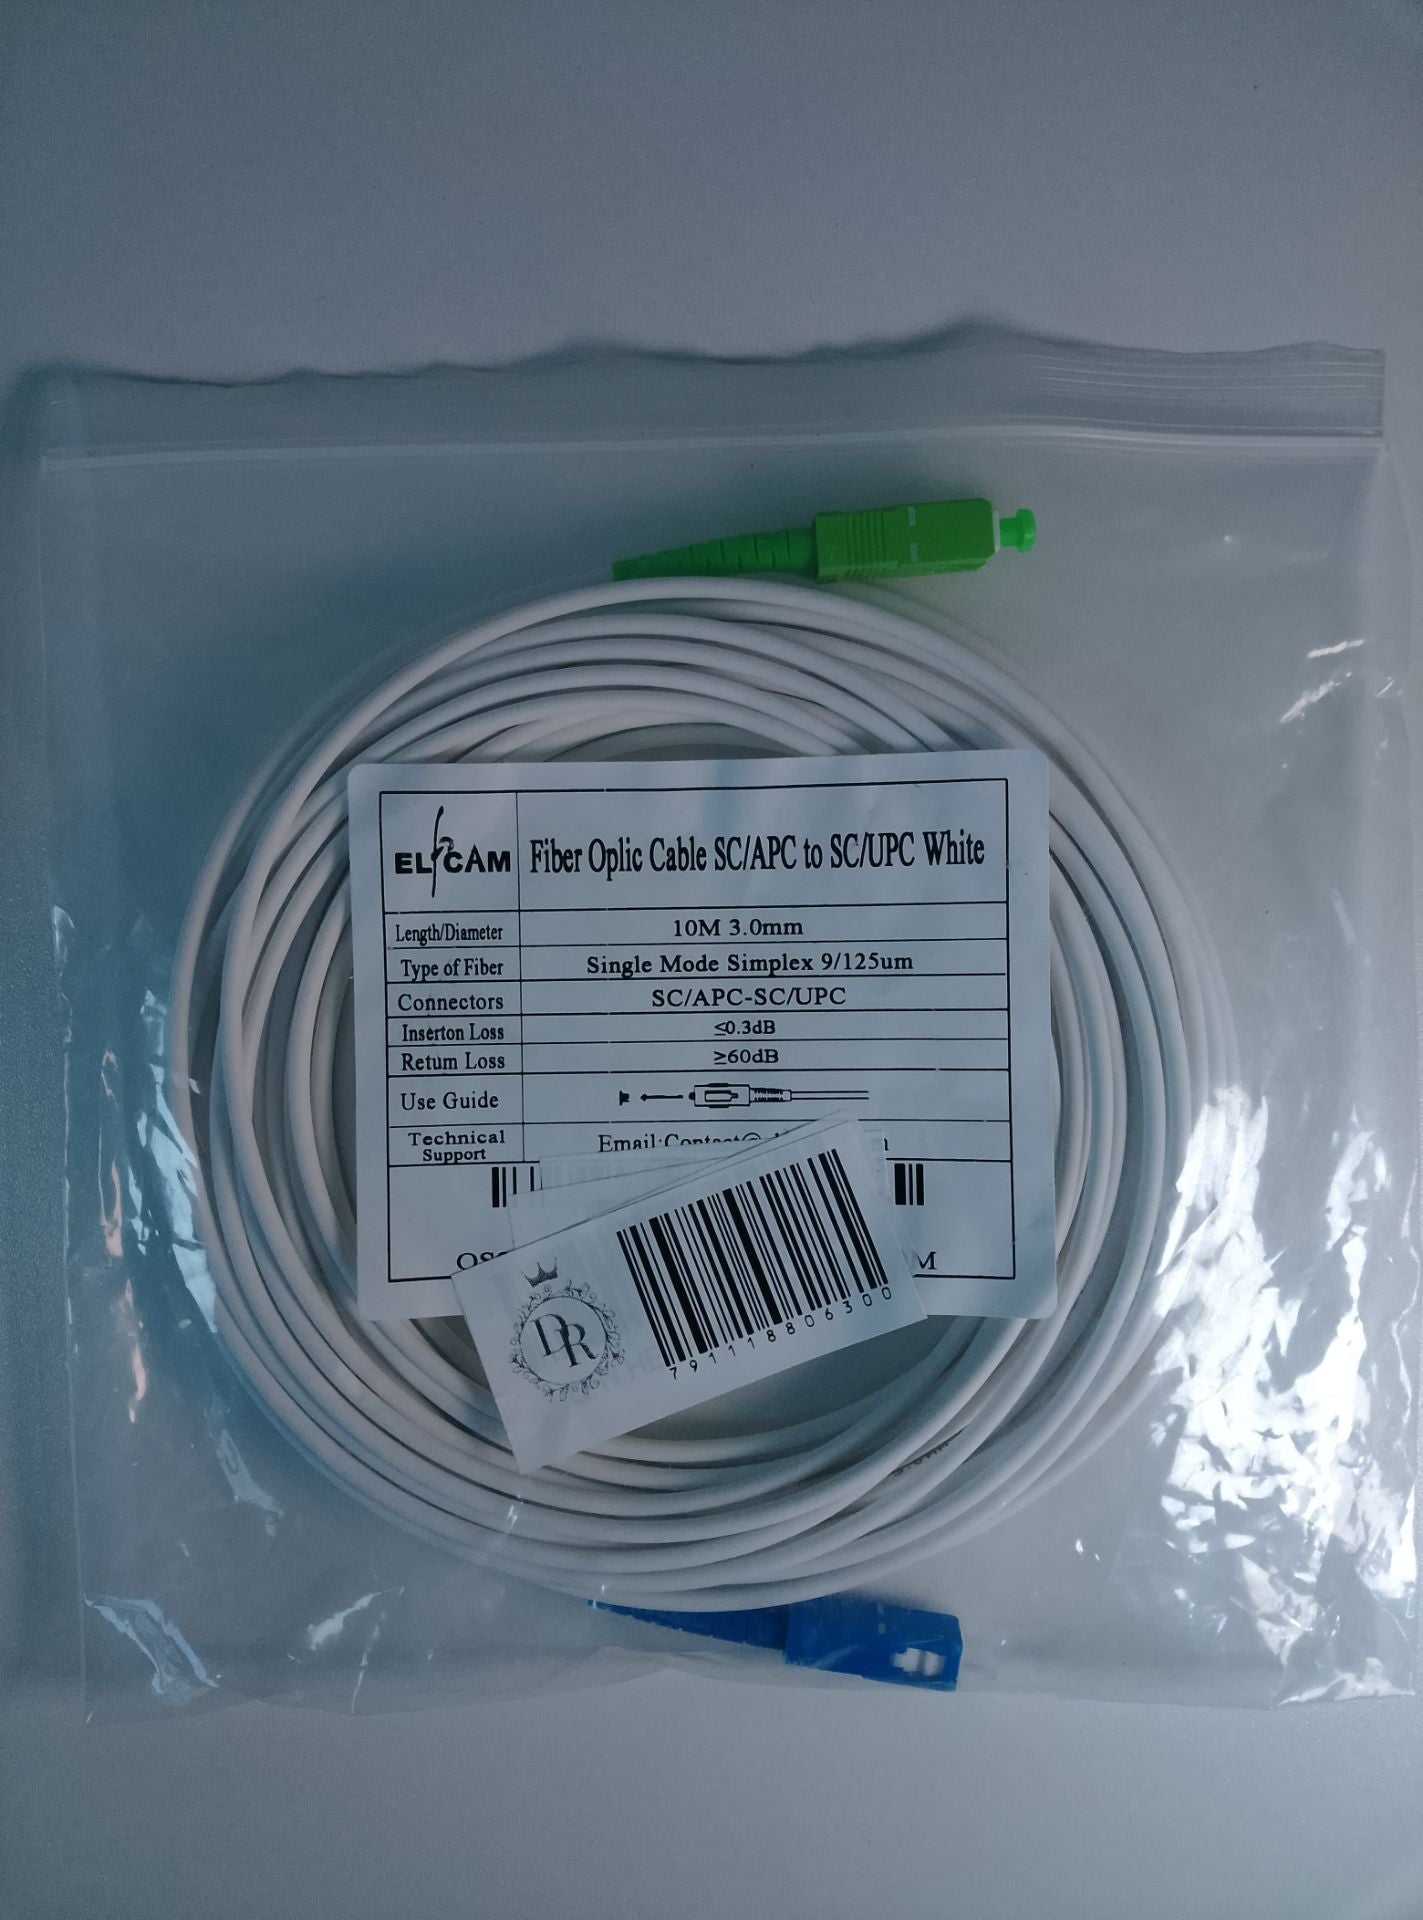 ELFCAM
Fiber Oplic Cable SC/APC to SC/UPC White
Length/Diameter 10M 3.0mm
Type of Fiber Single Mode Simplex 9/125um
Connectors SC/APC-SC/UPC
Inserton Loss ≤0.3dB
Retum Loss ≥60dB
Use Guide
Technical
Support
Email:Contact@
DR
791118806300